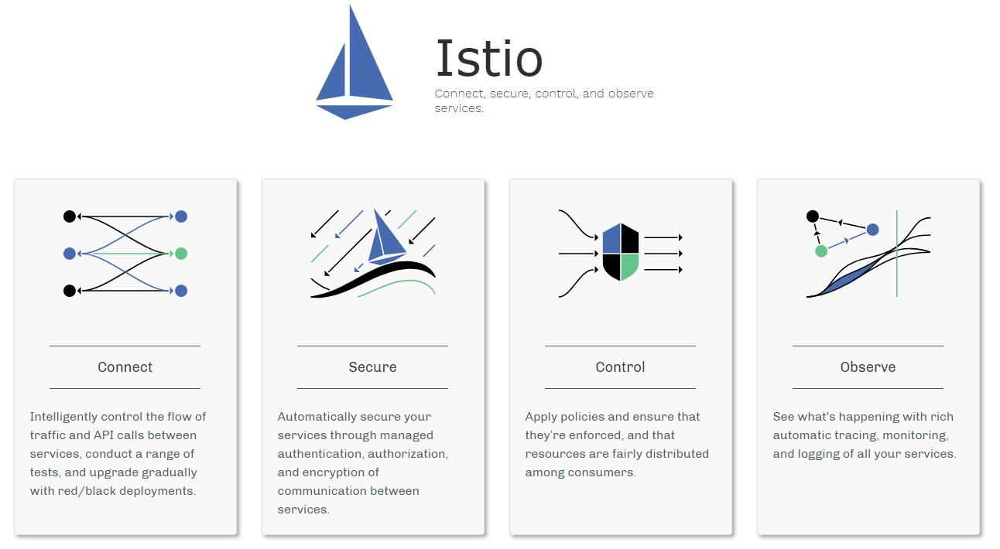 Istio
Connect, secure, control, and observe
services.
Connect
Intelligently control the flow of
traffic and API calls between
services, conduct a range of
tests, and upgrade gradually
with red/black deployments.
Secure
Automatically secure your
services through managed
authentication, authorization,
and encryption of
communication between
services.
Control
Apply policies and ensure that
they're enforced, and that
resources are fairly distributed
among consumers.
Observe
See what's happening with rich
automatic tracing, monitoring,
and logging of all your services.